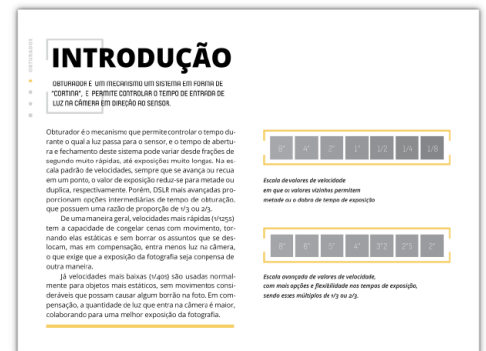 OBTURADOR
INTRODUÇÃO
OBTURADOR E UM MECANISMO UM SISTEMA EM FORMA DE
"CORTINA", E PERMITE CONTROLAR O TEMPO DE ENTRADA DE
LUZ NA CÂMERA EM DIREÇÃO AO SENSOR.
Obturador é o mecanismo que permite controlar o tempo du-
rante o qual a luz passa para o sensor, e o tempo de abertu-
ra e fechamento deste sistema pode variar desde frações de
segundo muito rápidas, até exposições muito longas. Na es-
cala padrão de velocidades, sempre que se avança ou recua
em um ponto, o valor de exposição reduz-se para metade ou
duplica, respectivamente. Porém, DSLR mais avançadas pro-
porcionam opções intermediárias de tempo de obturação,
que possuem uma razão de proporção de 1/3 ou 2/3.
De uma maneira geral, velocidades mais rápidas (1/125s)
tem a capacidade de congelar cenas com movimento, tor-
nando elas estáticas e sem borrar os assuntos que se des-
locam, mas em compensação, entra menos luz na câmera,
o que exige que a exposição da fotografia seja conpensa de
outra maneira.
Já velocidades mais baixas (1/40s) são usadas normal-
mente para objetos mais estáticos, sem movimentos consi-
deráveis que possam causar algum borrão na foto. Em com-
pensação, a quantidade de luz que entra na câmera é maior,
colaborando para uma melhor exposição da fotografia.
8" 4" 2" 1" 1/2 1/4 1/8
Escala de valores de velocidade
em que os valores vizinhos permitem
metade ou o dobro de tempo de exposição
8" 6" 5" 4" 3"2 2"5 2"
Escala avançada de valores de velocidade,
com mais opções e flexibilidade nos tempos de exposição,
sendo esses múltiplos de 1/3 ou 2/3.